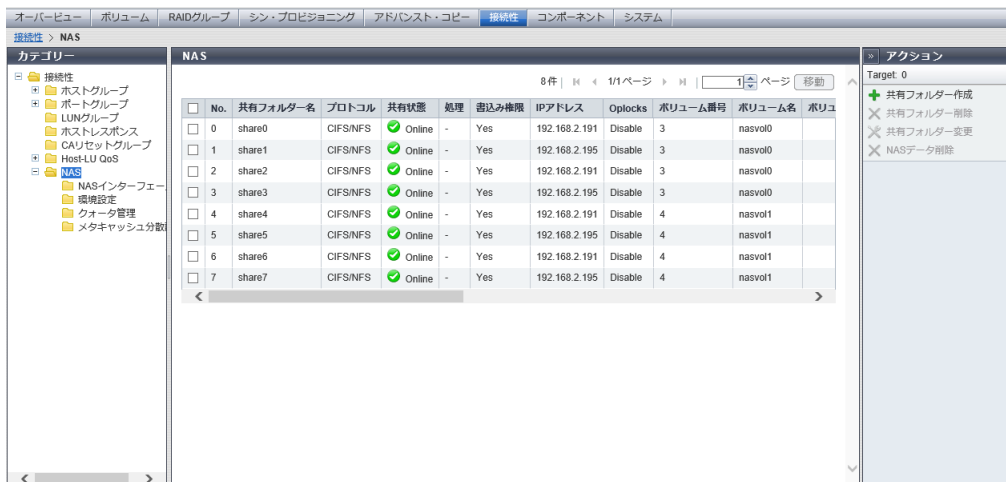 オーバービュー ボリューム RAIDグループ シン・プロビジョニング アドバンスト・コピー 接続性 コンポーネント システム
接続性 > NAS
カテゴリー
接続性
ホストグループ
ポートグループ
LUNグループ
ホストレスポンス
CAリセットグループ
Host-LU QoS
NAS
NASインターフェー
環境設定
クォータ管理
メタキャッシュ分散
NAS
8件 | 1/1ページ | 1 ページ 移動
No. 共有フォルダー名 プロトコル 共有状態 処理 書込み権限 IPアドレス Oplocks ボリューム番号 ボリューム名 ボリュ
0 share0 CIFS/NFS Online - Yes 192.168.2.191 Disable 3 nasvol0
1 share1 CIFS/NFS Online - Yes 192.168.2.195 Disable 3 nasvol0
2 share2 CIFS/NFS Online - Yes 192.168.2.191 Disable 3 nasvol0
3 share3 CIFS/NFS Online - Yes 192.168.2.195 Disable 3 nasvol0
4 share4 CIFS/NFS Online - Yes 192.168.2.191 Disable 4 nasvol1
5 share5 CIFS/NFS Online - Yes 192.168.2.195 Disable 4 nasvol1
6 share6 CIFS/NFS Online - Yes 192.168.2.191 Disable 4 nasvol1
7 share7 CIFS/NFS Online - Yes 192.168.2.195 Disable 4 nasvol1
» アクション
Target: 0
共有フォルダー作成
共有フォルダー削除
共有フォルダー変更
NASデータ削除